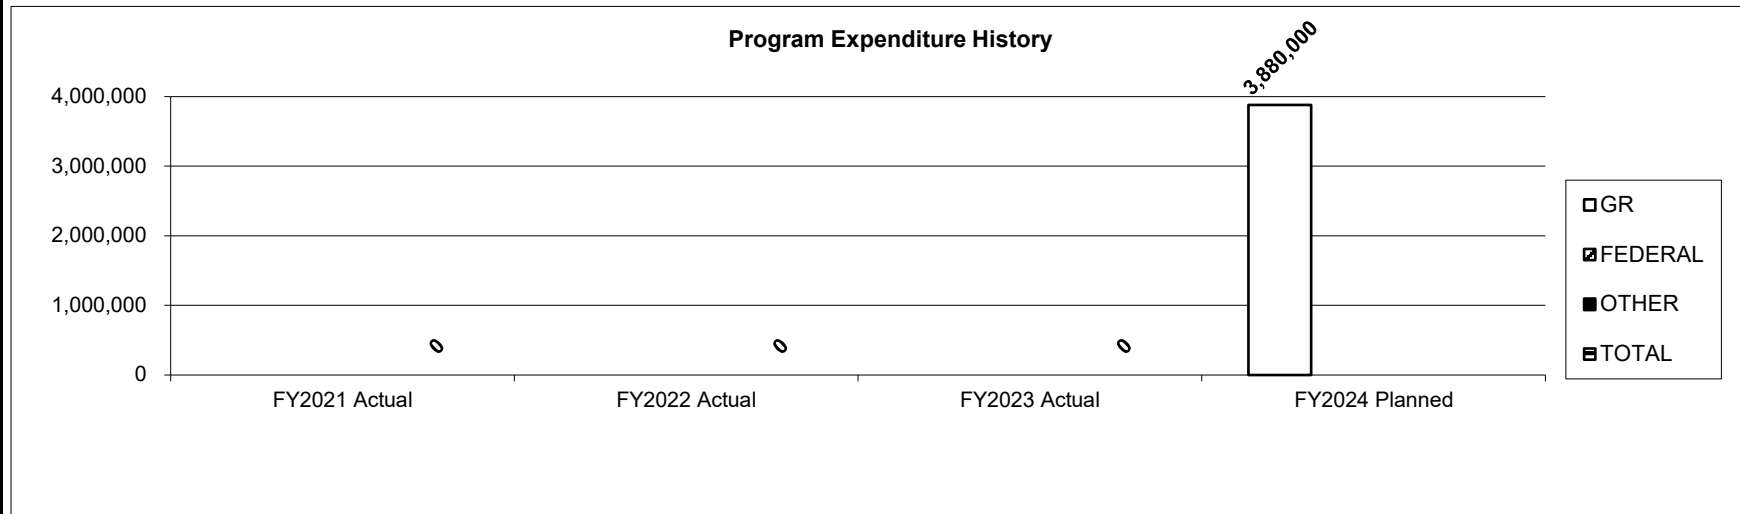 Program Expenditure History
3,880,000
4,000,000
3,000,000
2,000,000
1,000,000
0
0
0
0
FY2021 Actual
FY2022 Actual
FY2023 Actual
FY2024 Planned
GR
FEDERAL
OTHER
TOTAL